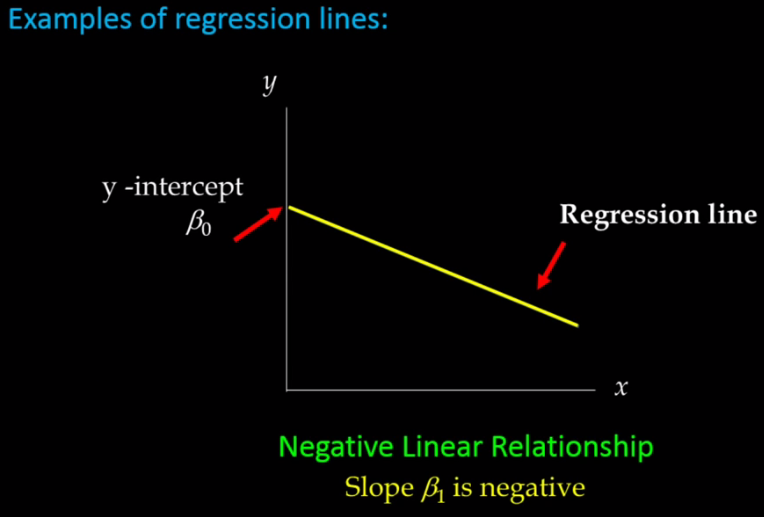 Examples of regression lines:
y
y -intercept
β₀
Regression line
x
Negative Linear Relationship
Slope β₁ is negative